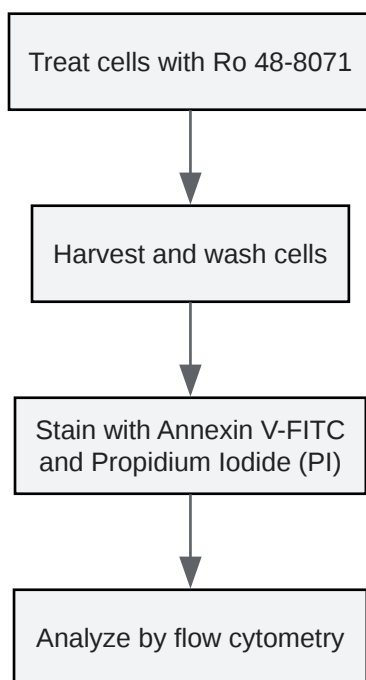 Treat cells with Ro 48-8071
Harvest and wash cells
Stain with Annexin V-FITC
and Propidium Iodide (PI)
Analyze by flow cytometry